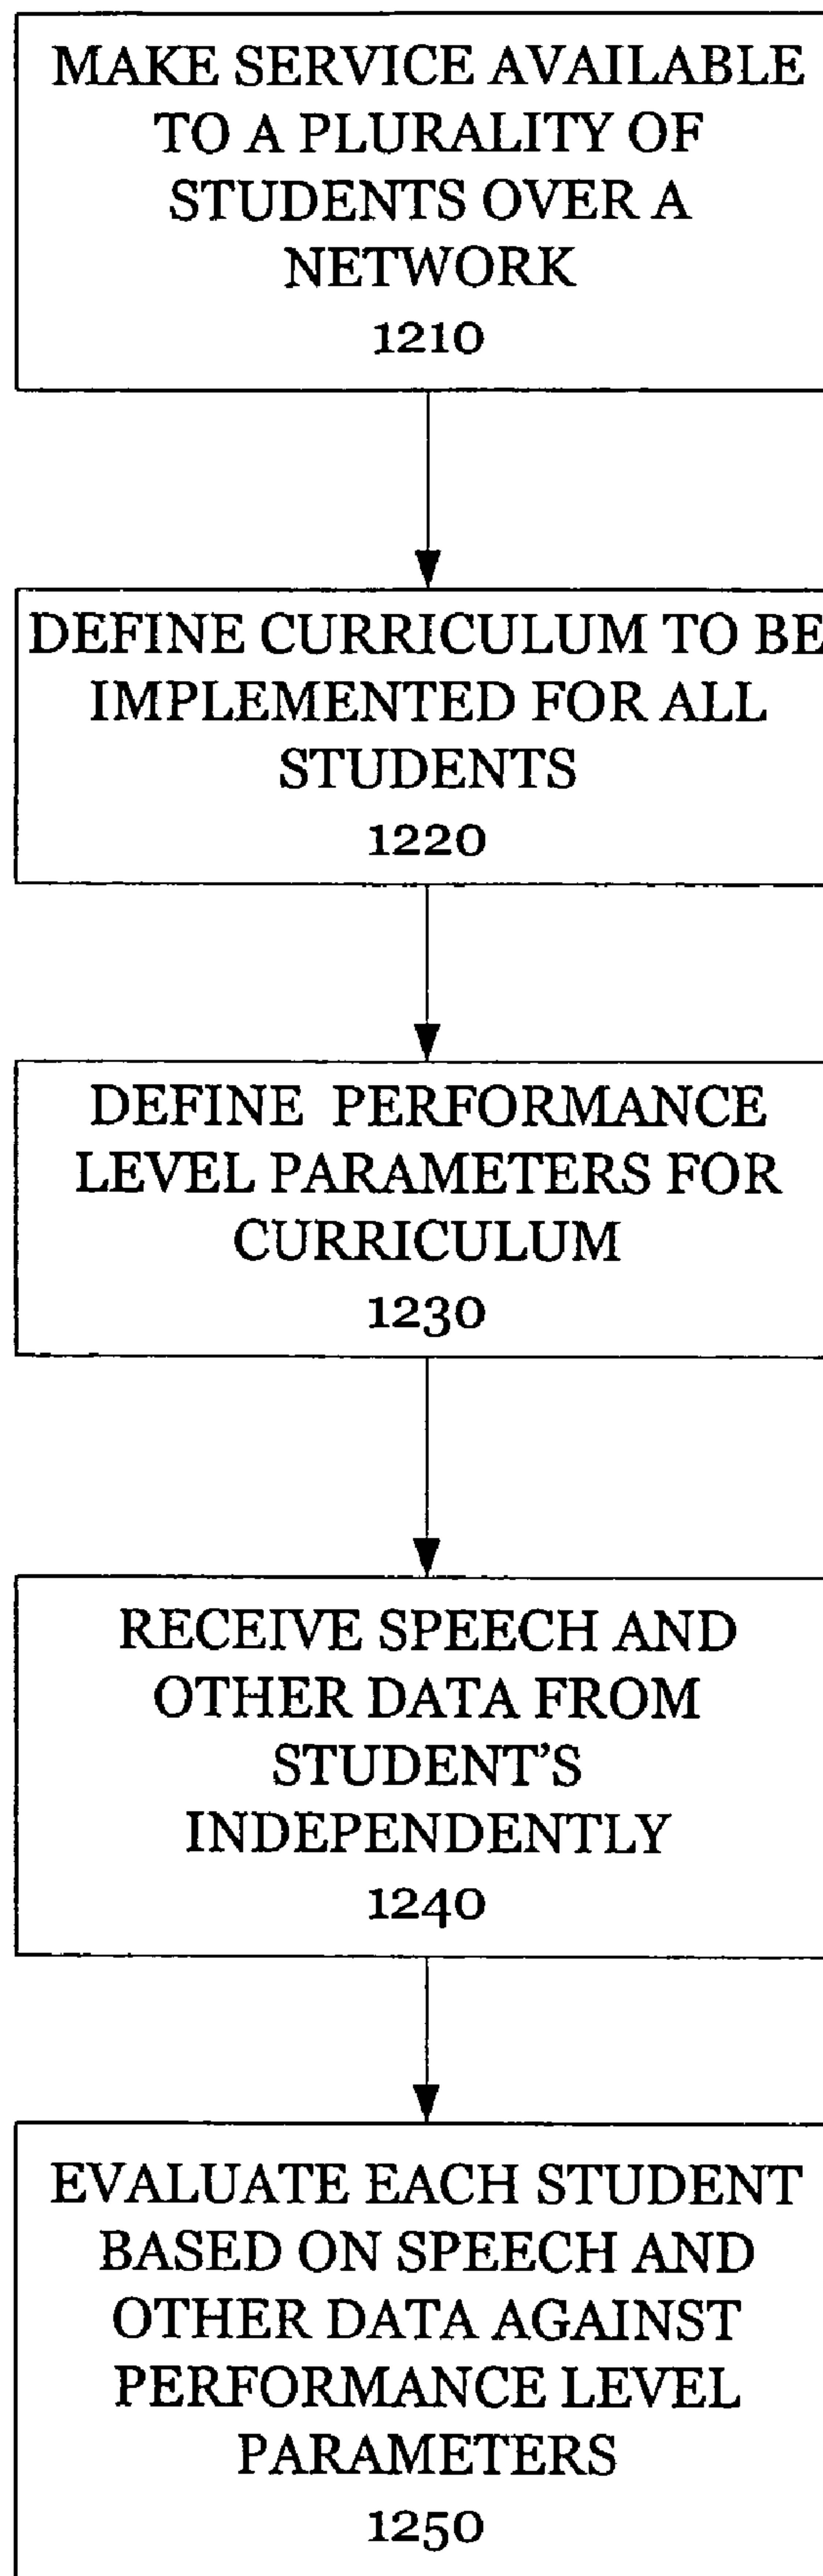 MAKE SERVICE AVAILABLE
TO A PLURALITY OF
STUDENTS OVER A
NETWORK
1210
DEFINE CURRICULUM TO BE
IMPLEMENTED FOR ALL
STUDENTS
1220
DEFINE PERFORMANCE
LEVEL PARAMETERS FOR
CURRICULUM
1230
RECEIVE SPEECH AND
OTHER DATA FROM
STUDENT'S
INDEPENDENTLY
1240
EVALUATE EACH STUDENT
BASED ON SPEECH AND
OTHER DATA AGAINST
PERFORMANCE LEVEL
PARAMETERS
1250